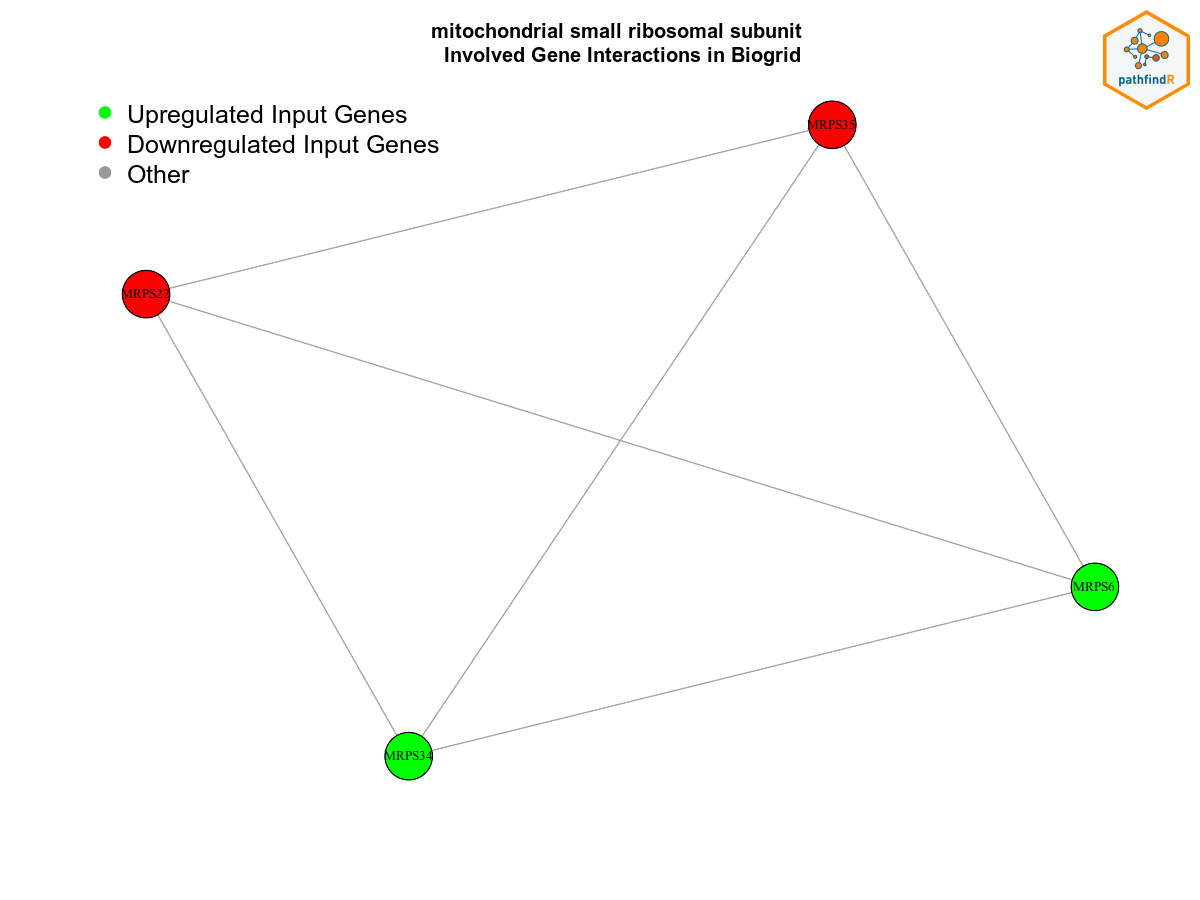 mitochondrial small ribosomal subunit
Involved Gene Interactions in Biogrid
pathfindR
Upregulated Input Genes
Downregulated Input Genes
Other
MRPS35
MRPS22
MRPS6
MRPS34